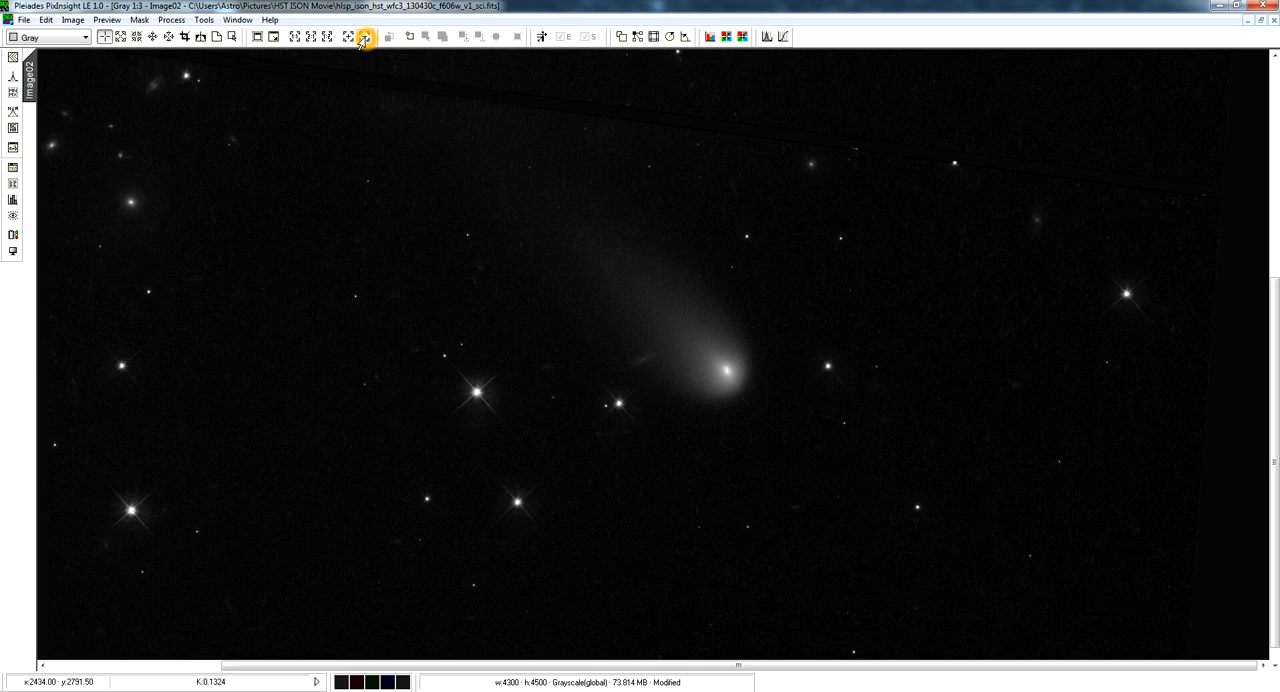 Pleiades PixInsight LE 1.0 - [Gray 1:3 - Image02 - C:\Users\Astro\Pictures\HST ISON Movie\hlsp_ison_hst_wfc3_130430c_f606w_v1_sci.fits]
File Edit Image Preview Mask Process Tools Window Help
Gray
E
S
Image02
x:2434.00 · y:2791.50
K:0.1324
w:4300 · h:4500 · Grayscale(global) · 73.814 MB · Modified